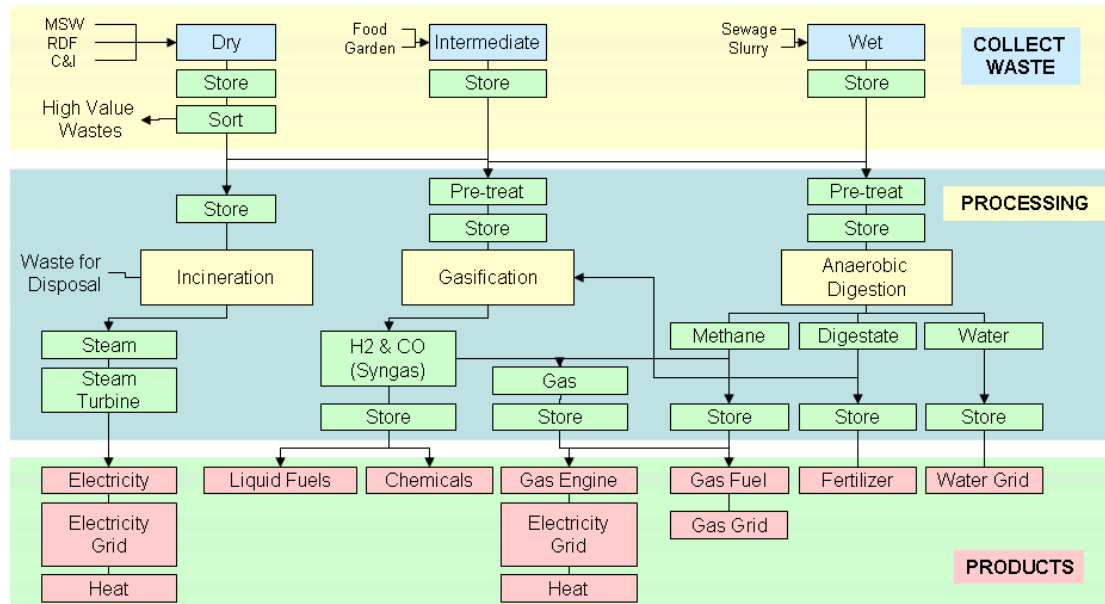 MSW
RDF
C&I
Dry
Food
Garden
Intermediate
Sewage
Slurry
Wet
COLLECT
WASTE
Store
Store
Store
High Value
Wastes
Sort
Pre-treat
Pre-treat
PROCESSING
Store
Store
Store
Waste for
Disposal
Incineration
Gasification
Anaerobic
Digestion
Steam
H2 & CO
(Syngas)
Methane
Digestate
Water
Steam
Turbine
Gas
Store
Store
Store
Store
Store
Electricity
Liquid Fuels
Chemicals
Gas Engine
Gas Fuel
Fertilizer
Water Grid
Electricity
Grid
Electricity
Grid
Gas Grid
Heat
Heat
PRODUCTS